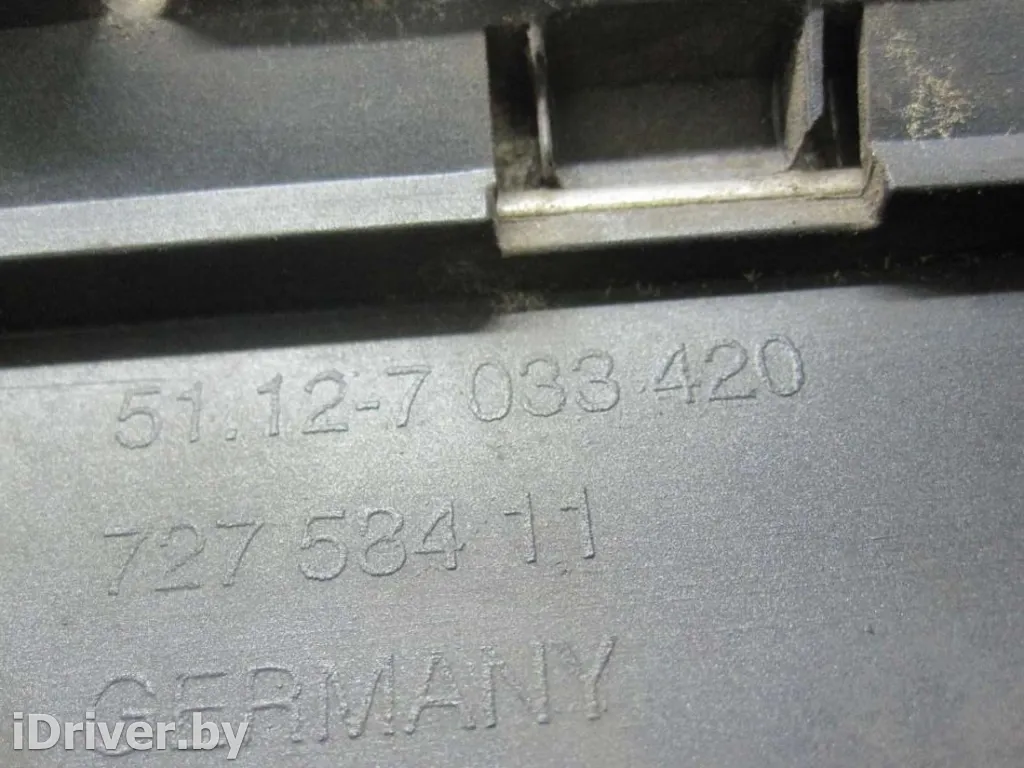 51.12-7 033 420
727 584 11
GERMANY
iDriver.by